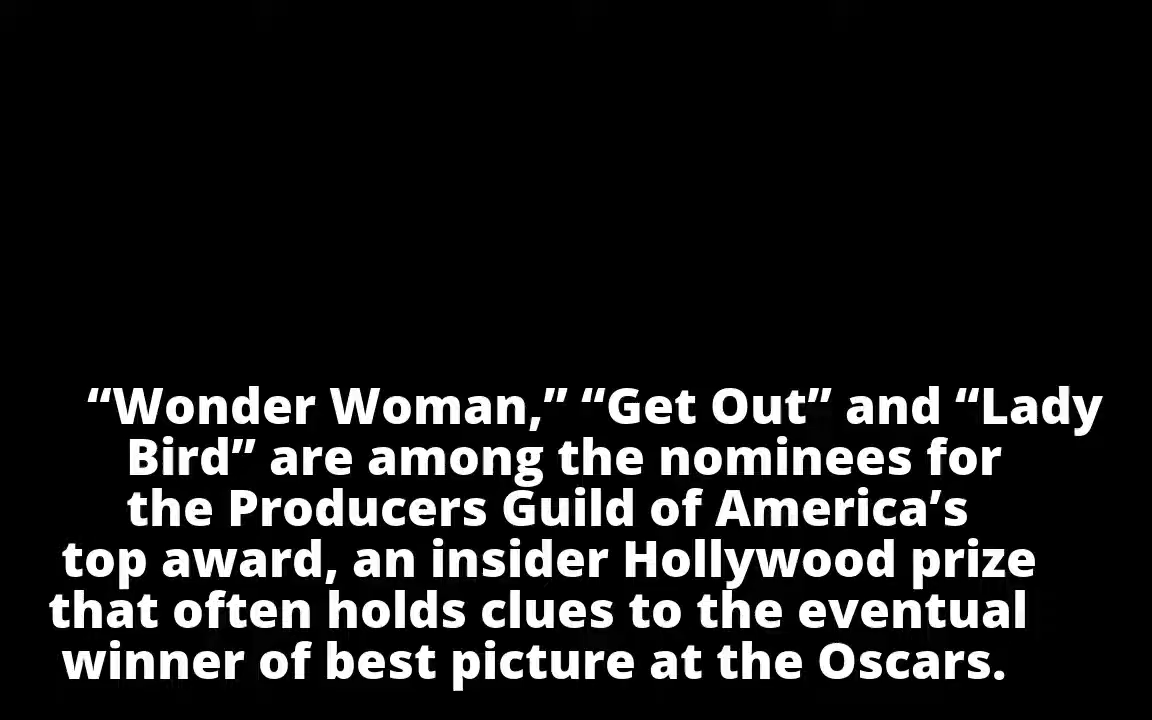 “Wonder Woman,” “Get Out” and “Lady
Bird” are among the nominees for
the Producers Guild of America’s
top award, an insider Hollywood prize
that often holds clues to the eventual
winner of best picture at the Oscars.